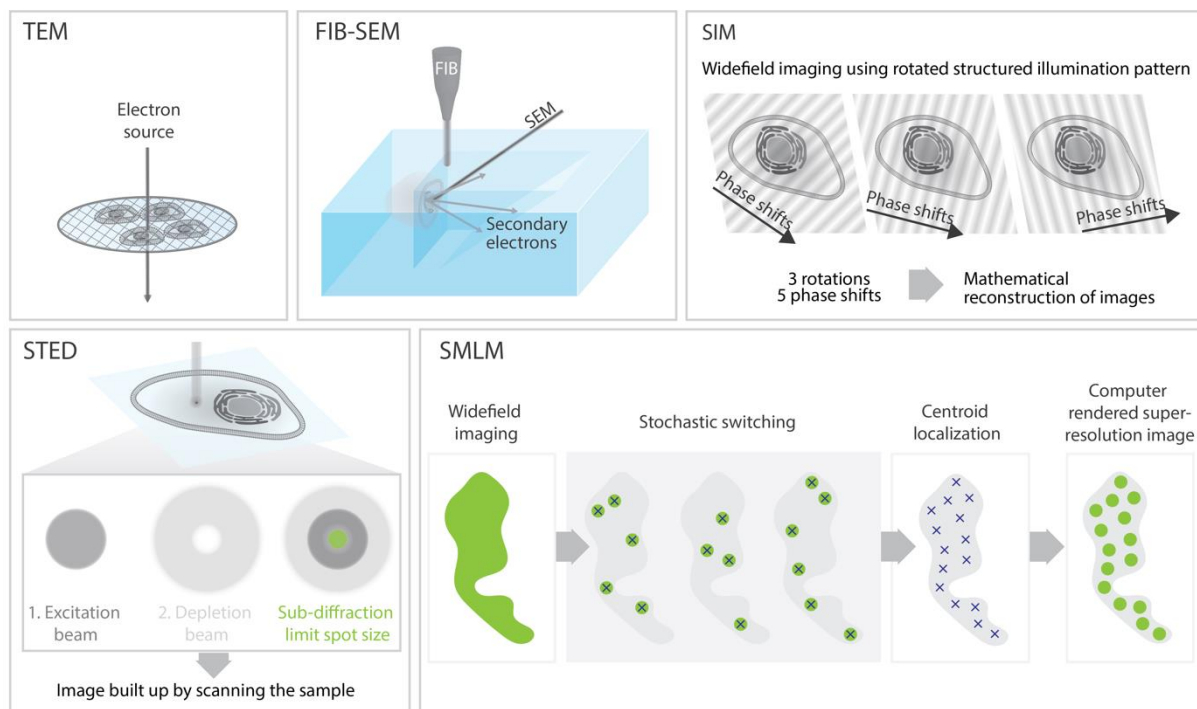 TEM
Electron
source
FIB-SEM
FIB
SEM
Secondary
electrons
SIM
Widefield imaging using rotated structured illumination pattern
Phase shifts
Phase shifts
Phase shifts
3 rotations
5 phase shifts
Mathematical
reconstruction of images
STED
1. Excitation
beam
2. Depletion
beam
Sub-diffraction
limit spot size
Image built up by scanning the sample
SMLM
Widefield
imaging
Stochastic switching
Centroid
localization
Computer
rendered super-
resolution image